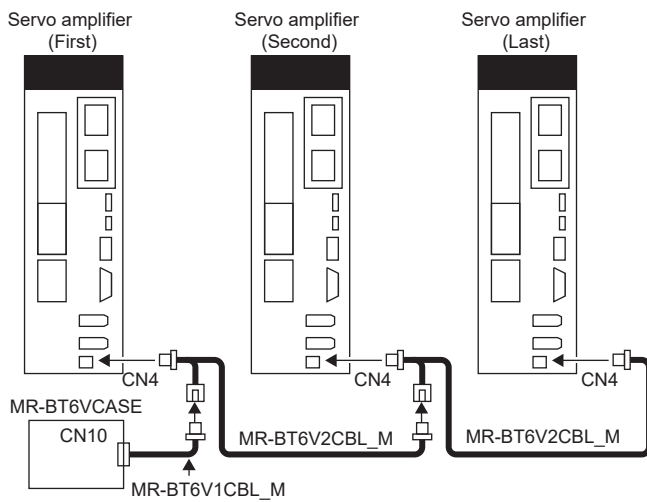 Servo amplifier
(First)
Servo amplifier
(Second)
Servo amplifier
(Last)
CN4
CN4
CN4
MR-BT6VCASE
CN10
MR-BT6V2CBL_M
MR-BT6V2CBL_M
MR-BT6V1CBL_M